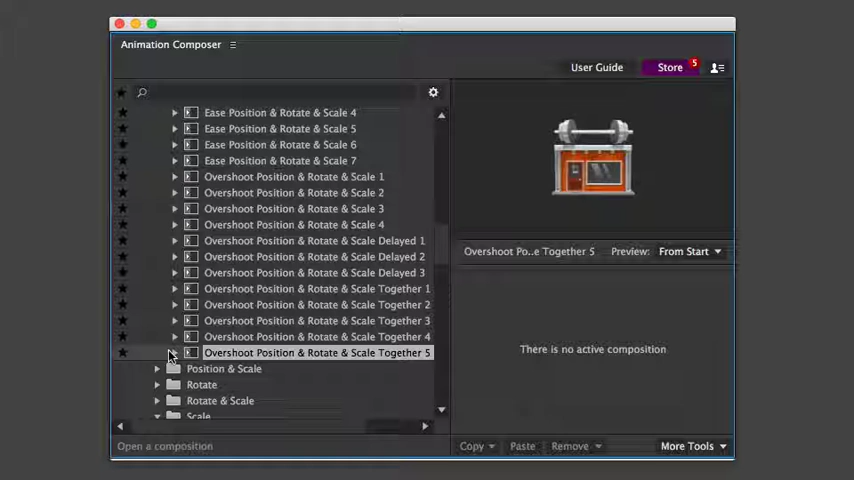 Animation Composer
User Guide
Store 5
Ease Position & Rotate & Scale 4
Ease Position & Rotate & Scale 5
Ease Position & Rotate & Scale 6
Ease Position & Rotate & Scale 7
Overshoot Position & Rotate & Scale 1
Overshoot Position & Rotate & Scale 2
Overshoot Position & Rotate & Scale 3
Overshoot Position & Rotate & Scale 4
Overshoot Position & Rotate & Scale Delayed 1
Overshoot Position & Rotate & Scale Delayed 2
Overshoot Position & Rotate & Scale Delayed 3
Overshoot Position & Rotate & Scale Together 1
Overshoot Position & Rotate & Scale Together 2
Overshoot Position & Rotate & Scale Together 3
Overshoot Position & Rotate & Scale Together 4
Overshoot Position & Rotate & Scale Together 5
Position & Scale
Rotate
Rotate & Scale
Scale
Open a composition
Overshoot Po..e Together 5 Preview: From Start
There is no active composition
Copy Paste Remove More Tools